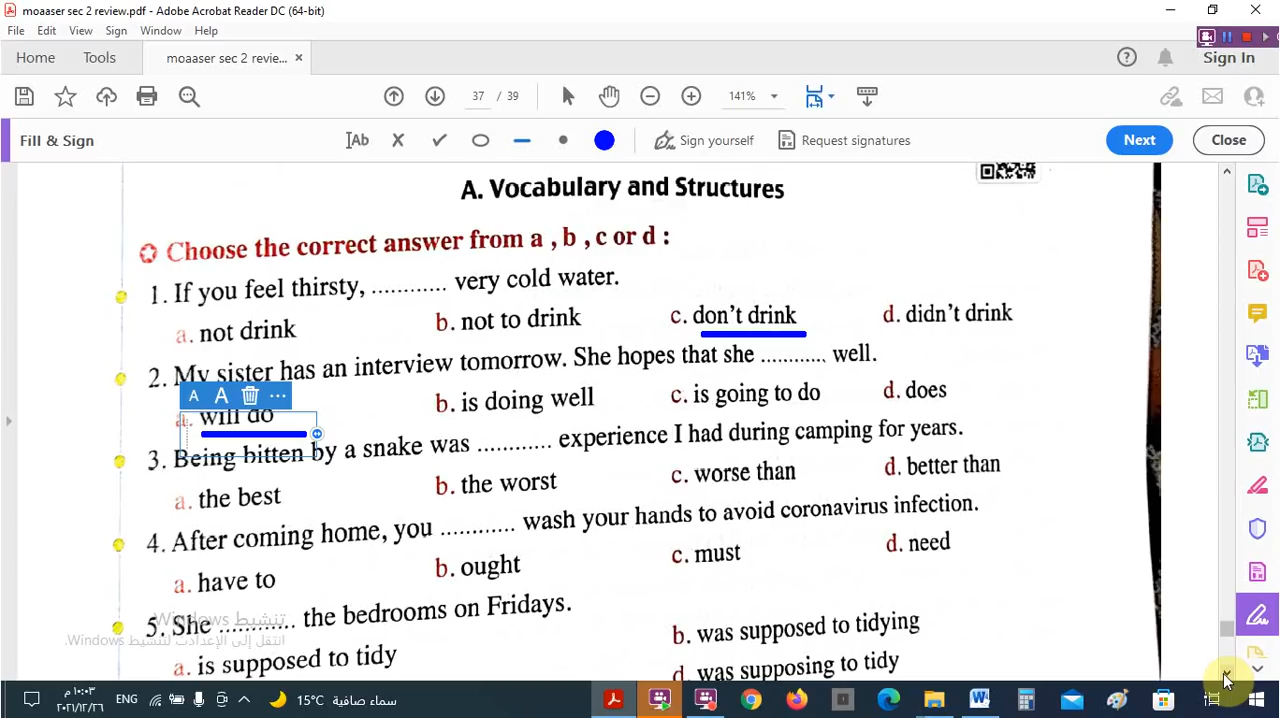 moaaser sec 2 review.pdf - Adobe Acrobat Reader DC (64-bit)
File Edit View Sign Window Help
Home Tools moaaser sec 2 revie... × Sign In
37 / 39 141%
Fill & Sign Ab Sign yourself Request signatures Next Close
A. Vocabulary and Structures
Choose the correct answer from a , b , c or d :
1. If you feel thirsty, ............ very cold water.
a. not drink b. not to drink c. don't drink d. didn't drink
2. My sister has an interview tomorrow. She hopes that she ............ well.
A A ...
a. will do b. is doing well c. is going to do d. does
3. Being bitten by a snake was ............ experience I had during camping for years.
a. the best b. the worst c. worse than d. better than
4. After coming home, you ............ wash your hands to avoid coronavirus infection.
a. have to b. ought c. must d. need
5. She ............ the bedrooms on Fridays.
a. is supposed to tidy b. was supposed to tidying
d. was supposing to tidy
تنشيط Windows
انتقل إلى الإعدادات لتنشيط Windows.
١٠:٠٣ م
٢٠٢١/١٢/٢٦
ENG
15°C سماء صافية